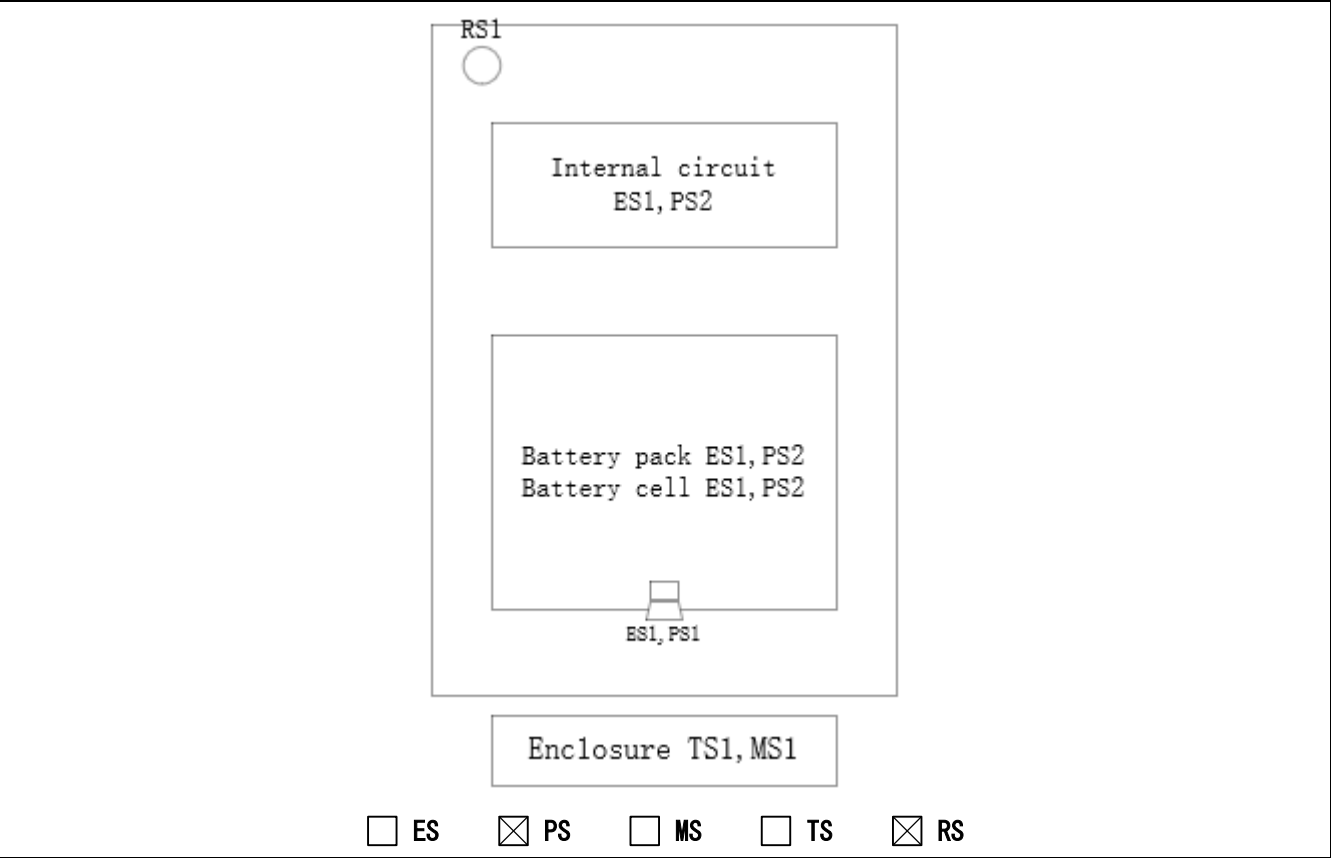 RS1
Internal circuit
ES1,PS2
Battery pack ES1,PS2
Battery cell ES1,PS2
ES1,PS1
Enclosure TS1,MS1
☐ ES ☒ PS ☐ MS ☐ TS ☒ RS